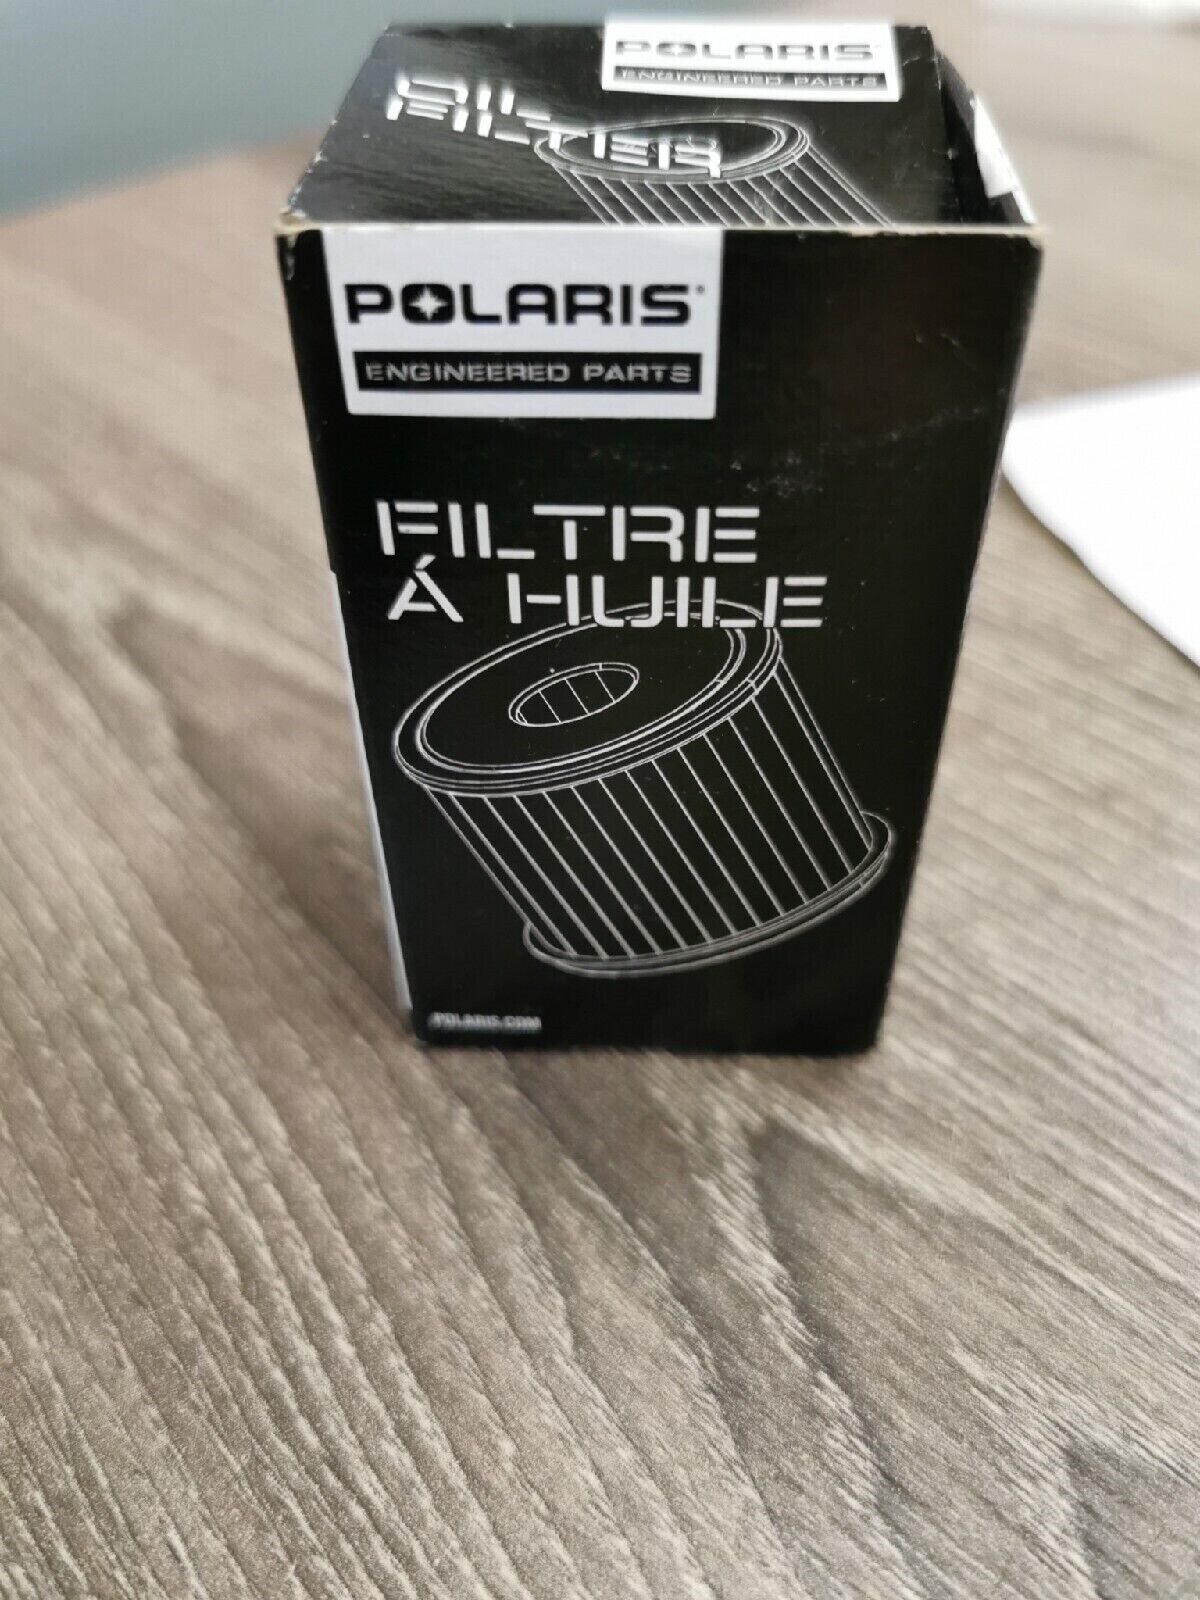 POLARIS
ENGINEERED PARTS
OIL
FILTER
POLARIS
ENGINEERED PARTS
FILTRE
Á HUILE
POLARIS.COM